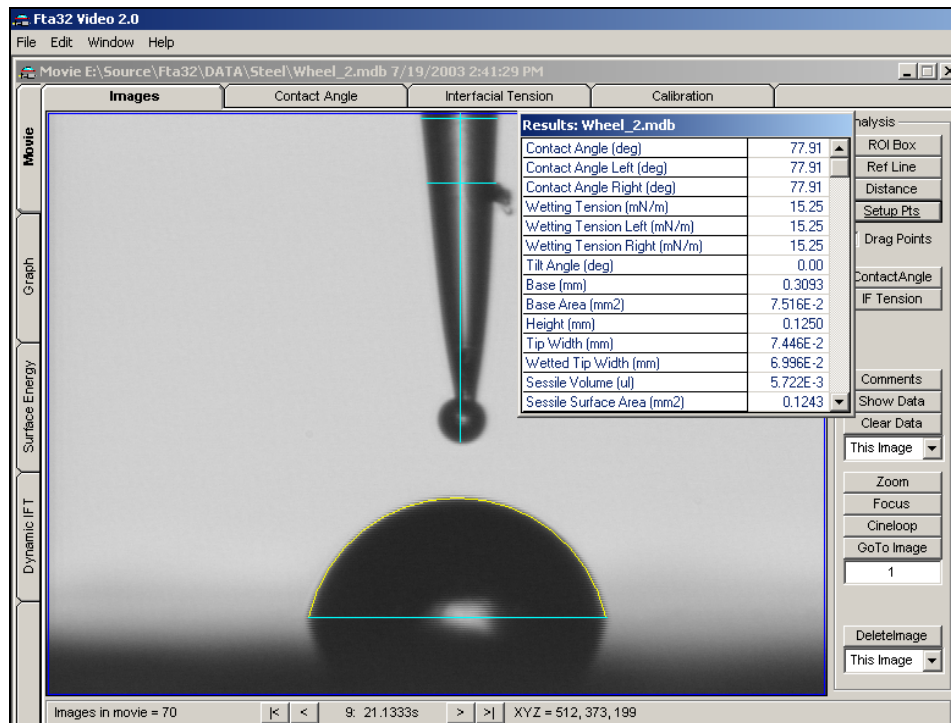 Fta32 Video 2.0
File Edit Window Help
Movie E:\Source\Fta32\DATA\Steel\Wheel_2.mdb 7/19/2003 2:41:29 PM
Images Contact Angle Interfacial Tension Calibration
Movie
Graph
Surface Energy
Dynamic IFT
Results: Wheel_2.mdb
Contact Angle (deg) 77.91
Contact Angle Left (deg) 77.91
Contact Angle Right (deg) 77.91
Wetting Tension (mN/m) 15.25
Wetting Tension Left (mN/m) 15.25
Wetting Tension Right (mN/m) 15.25
Tilt Angle (deg) 0.00
Base (mm) 0.3093
Base Area (mm2) 7.516E-2
Height (mm) 0.1250
Tip Width (mm) 7.446E-2
Wetted Tip Width (mm) 6.996E-2
Sessile Volume (ul) 5.722E-3
Sessile Surface Area (mm2) 0.1243
nalysis
ROI Box
Ref Line
Distance
Setup Pts
Drag Points
ContactAngle
IF Tension
Comments
Show Data
Clear Data
This Image
Zoom
Focus
Cineloop
GoTo Image
1
DeleteImage
This Image
Images in movie = 70 |< < 9: 21.1333s > >| XYZ = 512, 373, 199